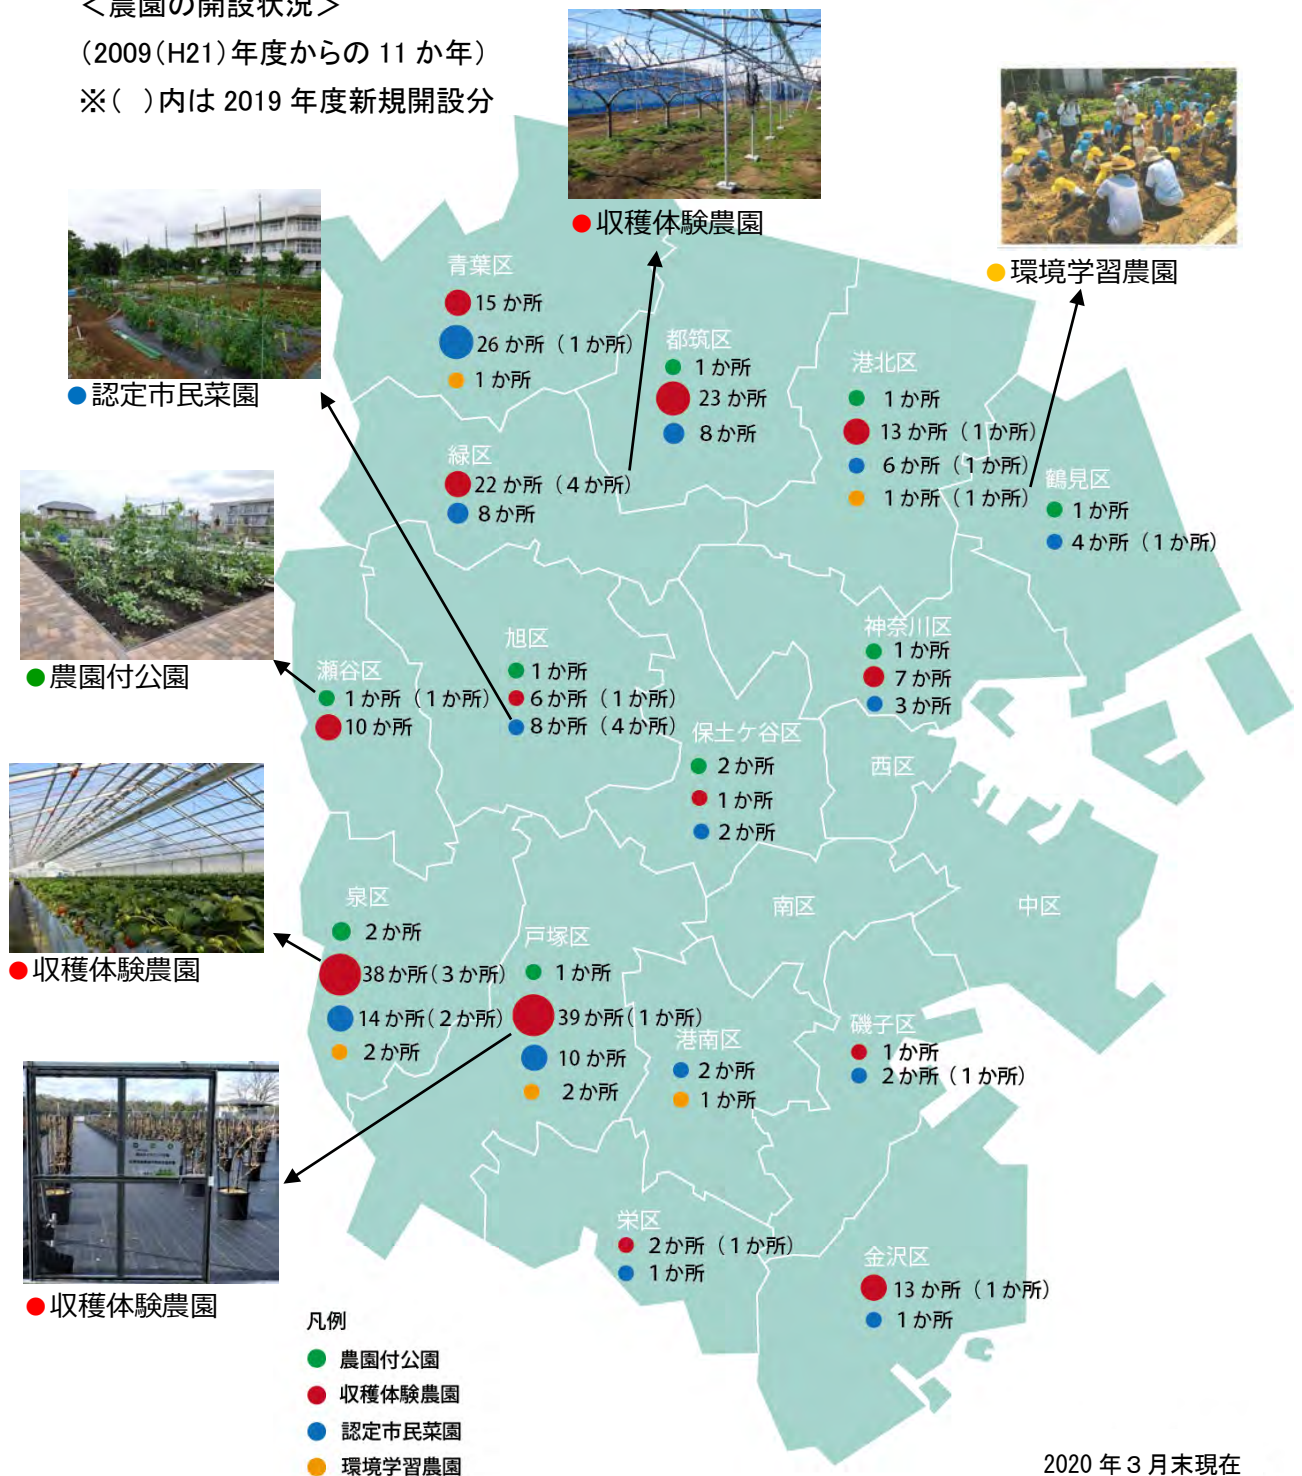 ＜農園の開設状況＞
（2009（H21）年度からの 11 か年）
※（　）内は 2019 年度新規開設分
● 収穫体験農園
● 環境学習農園
● 認定市民菜園
● 農園付公園
● 収穫体験農園
● 収穫体験農園
青葉区
15 か所
26 か所（1 か所）
1 か所
都筑区
1 か所
23 か所
8 か所
港北区
1 か所
13 か所（1 か所）
6 か所（1 か所）
1 か所（1 か所）
鶴見区
1 か所
4 か所（1 か所）
緑区
22 か所（4 か所）
8 か所
旭区
1 か所
6 か所（1 か所）
8 か所（4 か所）
瀬谷区
1 か所（1 か所）
10 か所
神奈川区
1 か所
7 か所
3 か所
保土ケ谷区
2 か所
1 か所
2 か所
西区
南区
中区
泉区
2 か所
38 か所（3 か所）
14 か所（2 か所）
2 か所
戸塚区
1 か所
39 か所（1 か所）
10 か所
2 か所
港南区
2 か所
1 か所
磯子区
1 か所
2 か所（1 か所）
栄区
2 か所（1 か所）
1 か所
金沢区
13 か所（1 か所）
1 か所
凡例
農園付公園
収穫体験農園
認定市民菜園
環境学習農園
2020 年３月末現在